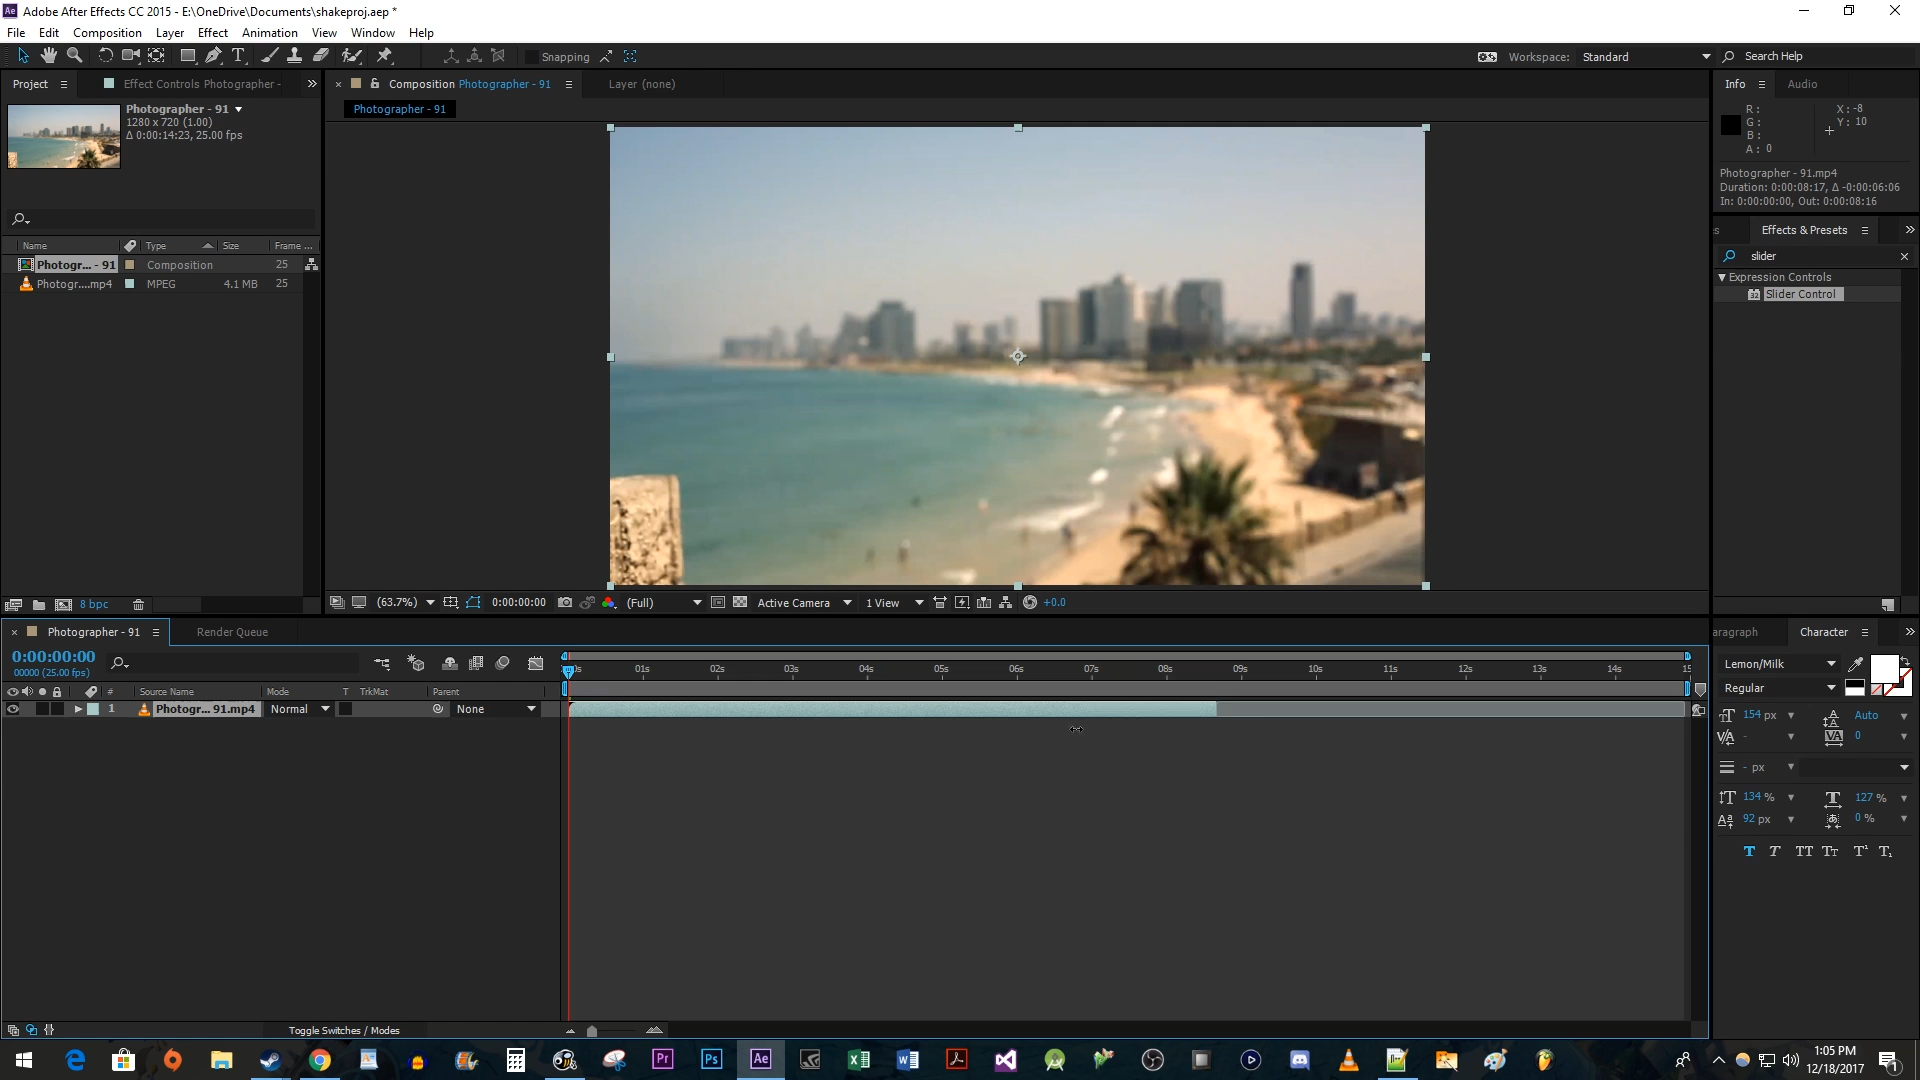 Adobe After Effects CC 2015 - E:\OneDrive\Documents\shakeproj.aep *
File Edit Composition Layer Effect Animation View Window Help
Snapping
Workspace: Standard
Search Help
Project
Effect Controls Photographer -
Composition Photographer - 91
Layer (none)
Info
Audio
Photographer - 91
1280 x 720 (1.00)
Δ 0:00:14:23, 25.00 fps
Photographer - 91
R :
G :
B :
A : 0
X : -8
Y : 10
Photographer - 91.mp4
Duration: 0:00:08:17, Δ -0:00:06:06
In: 0:00:00:00, Out: 0:00:08:16
Effects & Presets
slider
Expression Controls
Slider Control
Name Type Size Frame ...
Photogr... - 91 Composition 25
Photogr....mp4 MPEG 4.1 MB 25
8 bpc
(63.7%) 0:00:00:00 (Full) Active Camera 1 View +0.0
Photographer - 91
Render Queue
0:00:00:00
00000 (25.00 fps)
01s 02s 03s 04s 05s 06s 07s 08s 09s 10s 11s 12s 13s 14s 15
# Source Name Mode T TrkMat Parent
1 Photogr... 91.mp4 Normal None
Toggle Switches / Modes
aragraph
Character
Lemon/Milk
Regular
154 px Auto
- 0
- px
134 % 127 %
92 px 0 %
T T TT Tт T¹ T₁
1:05 PM
12/18/2017